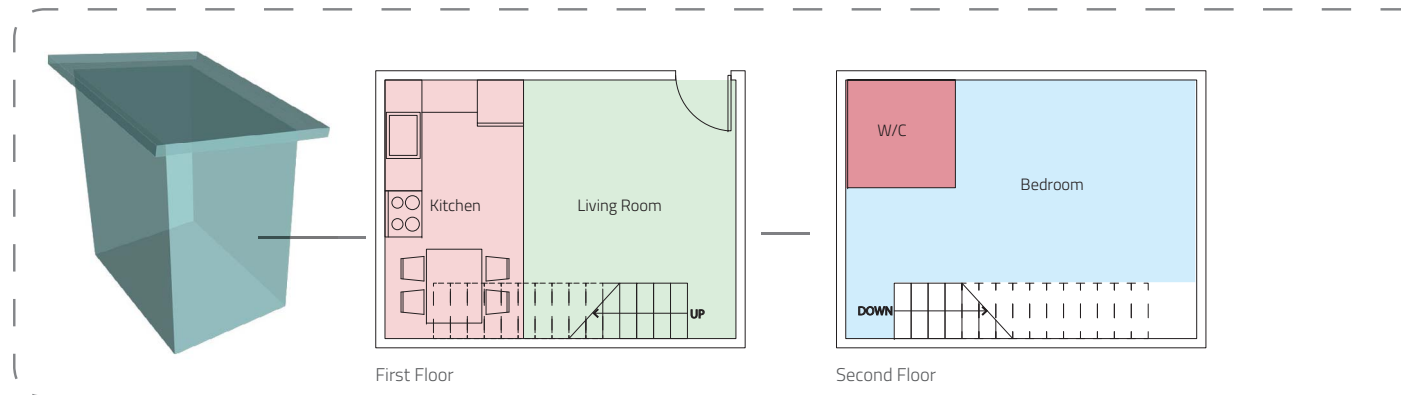 Kitchen
Living Room
UP
First Floor
W/C
Bedroom
DOWN
Second Floor